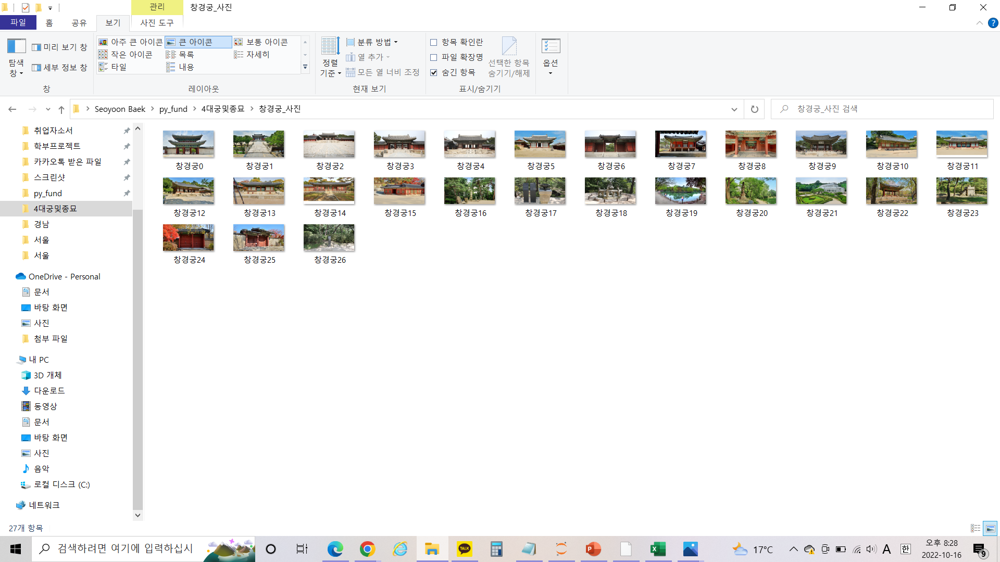 관리
창경궁_사진
파일
홈
공유
보기
사진 도구
탐색
창
미리 보기 창
세부 정보 창
창
아주 큰 아이콘
큰 아이콘
보통 아이콘
작은 아이콘
목록
자세히
타일
내용
레이아웃
정렬
기준
분류 방법
열 추가
모든 열 너비 조정
현재 보기
항목 확인란
파일 확장명
숨긴 항목
선택한 항목
숨기기/해제
표시/숨기기
옵션
Seoyoon Baek
py_fund
4대궁및종묘
창경궁_사진
창경궁_사진 검색
취업자소서
학부프로젝트
카카오톡 받은 파일
스크린샷
py_fund
4대궁및종묘
경남
서울
서울
OneDrive - Personal
문서
바탕 화면
사진
첨부 파일
내 PC
3D 개체
다운로드
동영상
문서
바탕 화면
사진
음악
로컬 디스크 (C:)
네트워크
창경궁0
창경궁1
창경궁2
창경궁3
창경궁4
창경궁5
창경궁6
창경궁7
창경궁8
창경궁9
창경궁10
창경궁11
창경궁12
창경궁13
창경궁14
창경궁15
창경궁16
창경궁17
창경궁18
창경궁19
창경궁20
창경궁21
창경궁22
창경궁23
창경궁24
창경궁25
창경궁26
27개 항목
검색하려면 여기에 입력하십시
TALK
17°C
A
한
오후 8:28
2022-10-16
9